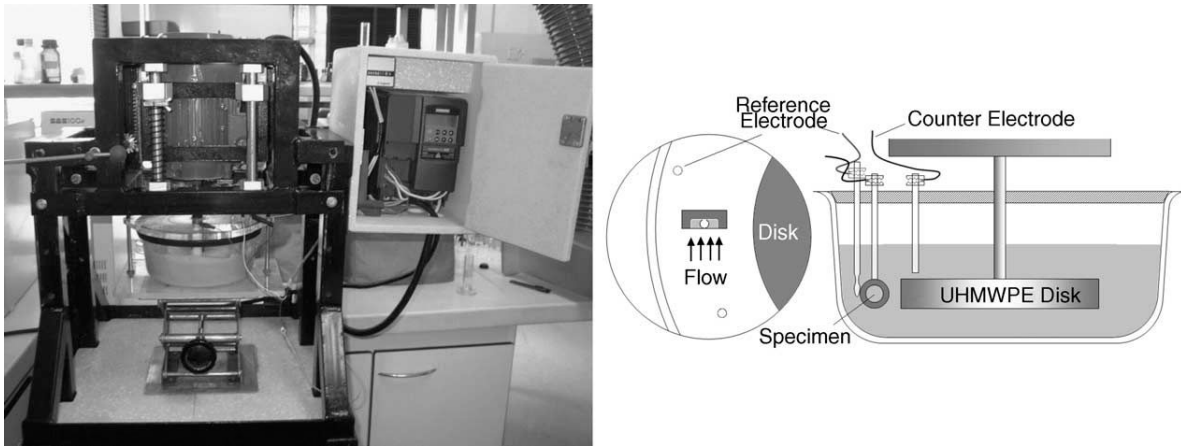 Reference
Electrode
Counter Electrode
Disk
Flow
UHMWPE Disk
Specimen